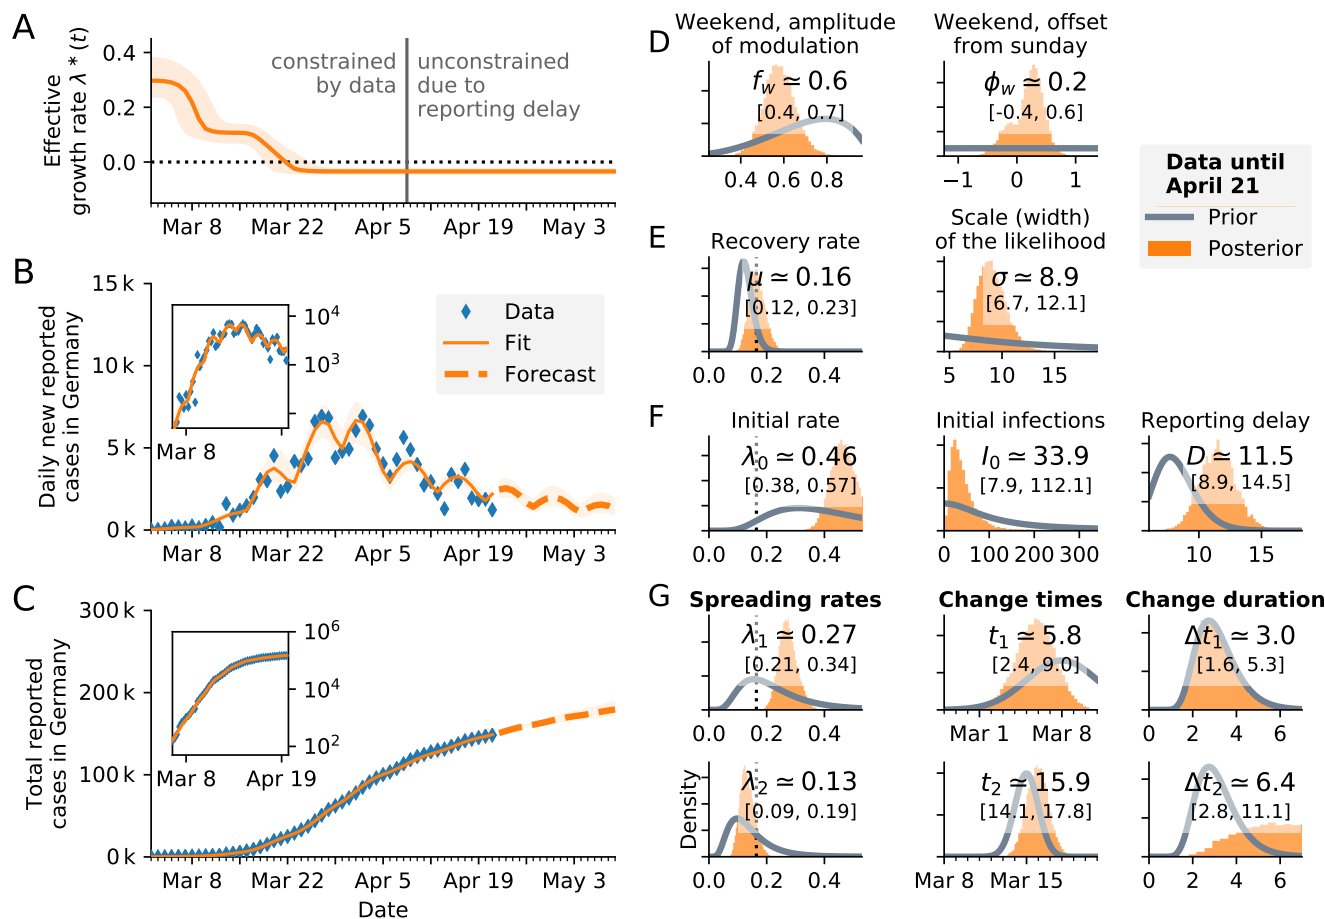 A
Effective
growth rate λ * (t)
0.4
0.2
0.0
constrained
by data
unconstrained
due to
reporting delay
Mar 8
Mar 22
Apr 5
Apr 19
May 3
B
Daily new reported
cases in Germany
15 k
10 k
5 k
0 k
10⁴
10³
Mar 8
Data
Fit
Forecast
Mar 8
Mar 22
Apr 5
Apr 19
May 3
C
Total reported
cases in Germany
300 k
200 k
100 k
0 k
10⁶
10⁴
10²
Mar 8
Apr 19
Mar 8
Mar 22
Apr 5
Apr 19
May 3
Date
D
Weekend, amplitude
of modulation
f_w ≃ 0.6
[0.4, 0.7]
0.4
0.6
0.8
Weekend, offset
from sunday
ϕ_w ≃ 0.2
[-0.4, 0.6]
−1
0
1
Data until
April 21
Prior
Posterior
E
Recovery rate
μ ≃ 0.16
[0.12, 0.23]
0.0
0.2
0.4
Scale (width)
of the likelihood
σ ≃ 8.9
[6.7, 12.1]
5
10
15
F
Initial rate
λ₀ ≃ 0.46
[0.38, 0.57]
0.0
0.2
0.4
Initial infections
I₀ ≃ 33.9
[7.9, 112.1]
0
100
200
300
Reporting delay
D ≃ 11.5
[8.9, 14.5]
10
15
G
Spreading rates
λ₁ ≃ 0.27
[0.21, 0.34]
0.0
0.2
0.4
Change times
t₁ ≃ 5.8
[2.4, 9.0]
Mar 1
Mar 8
Change duration
Δt₁ ≃ 3.0
[1.6, 5.3]
0
2
4
6
Density
λ₂ ≃ 0.13
[0.09, 0.19]
0.0
0.2
0.4
t₂ ≃ 15.9
[14.1, 17.8]
Mar 8
Mar 15
Δt₂ ≃ 6.4
[2.8, 11.1]
0
2
4
6